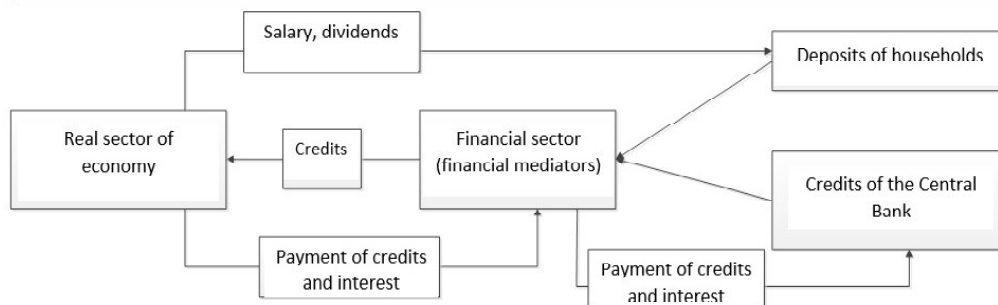 Salary, dividends
Deposits of households
Real sector of
economy
Credits
Financial sector
(financial mediators)
Credits of the Central
Bank
Payment of credits
and interest
Payment of credits
and interest